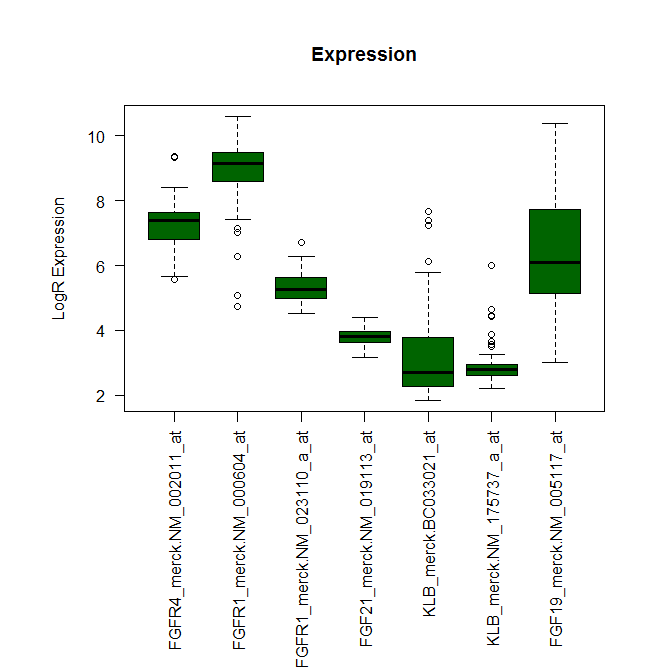 Expression
LogR Expression
10
8
6
4
2
FGFR4_merck.NM_002011_at
FGFR1_merck.NM_000604_at
FGFR1_merck.NM_023110_a_at
FGF21_merck.NM_019113_at
KLB_merck.BC033021_at
KLB_merck.NM_175737_a_at
FGF19_merck.NM_005117_at